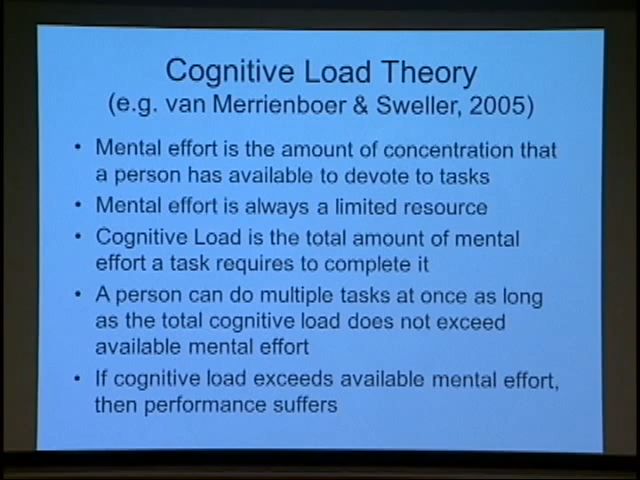 Cognitive Load Theory
(e.g. van Merrienboer & Sweller, 2005)
• Mental effort is the amount of concentration that
a person has available to devote to tasks
• Mental effort is always a limited resource
• Cognitive Load is the total amount of mental
effort a task requires to complete it
• A person can do multiple tasks at once as long
as the total cognitive load does not exceed
available mental effort
• If cognitive load exceeds available mental effort,
then performance suffers